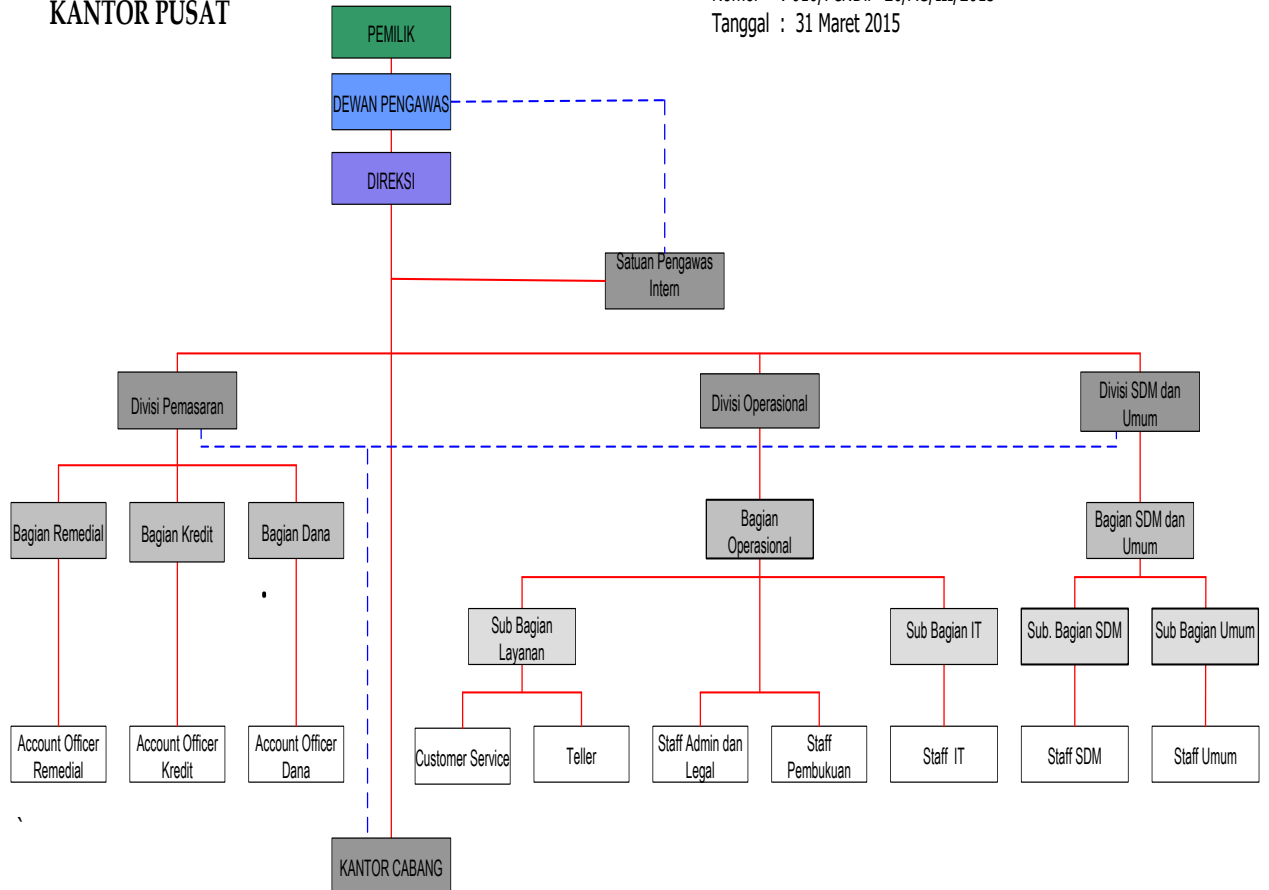 KANTOR PUSAT
Tanggal : 31 Maret 2015
PEMILIK
DEWAN PENGAWAS
DIREKSI
Satuan Pengawas
Intern
Divisi Pemasaran
Divisi Operasional
Divisi SDM dan
Umum
Bagian Remedial
Bagian Kredit
Bagian Dana
Bagian
Operasional
Bagian SDM dan
Umum
Sub Bagian
Layanan
Sub Bagian IT
Sub. Bagian SDM
Sub Bagian Umum
Account Officer
Remedial
Account Officer
Kredit
Account Officer
Dana
Customer Service
Teller
Staff Admin dan
Legal
Staff
Pembukuan
Staff IT
Staff SDM
Staff Umum
KANTOR CABANG